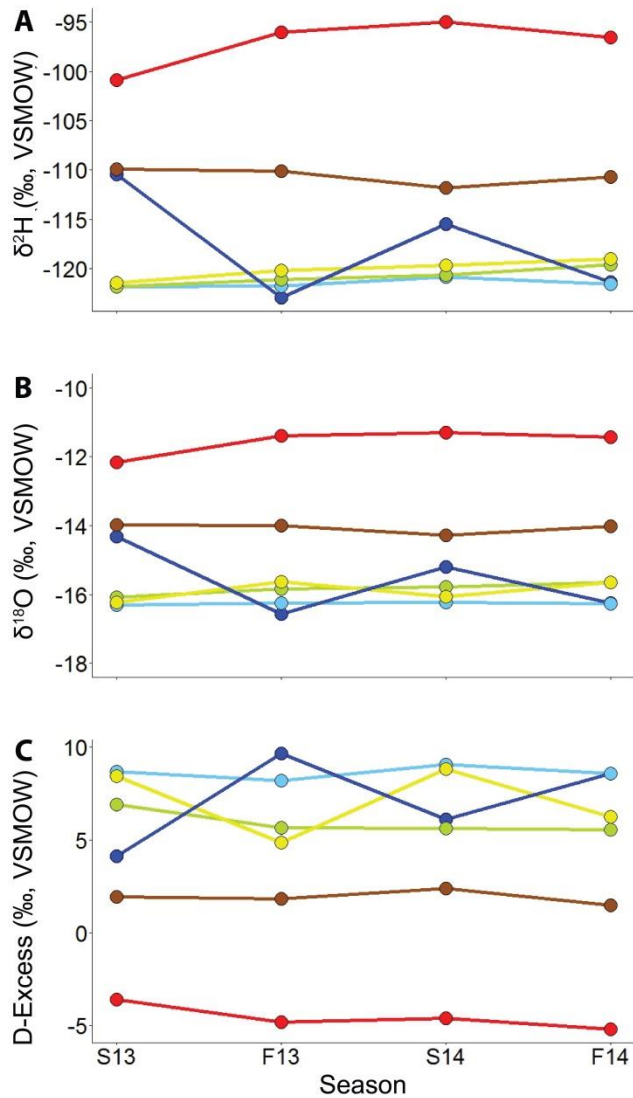 A
-95
-100
-105
-110
-115
-120
δ²H (‰, VSMOW)
B
-10
-12
-14
-16
-18
δ¹⁸O (‰, VSMOW)
C
10
5
0
-5
D-Excess (‰, VSMOW)
S13 F13 S14 F14
Season